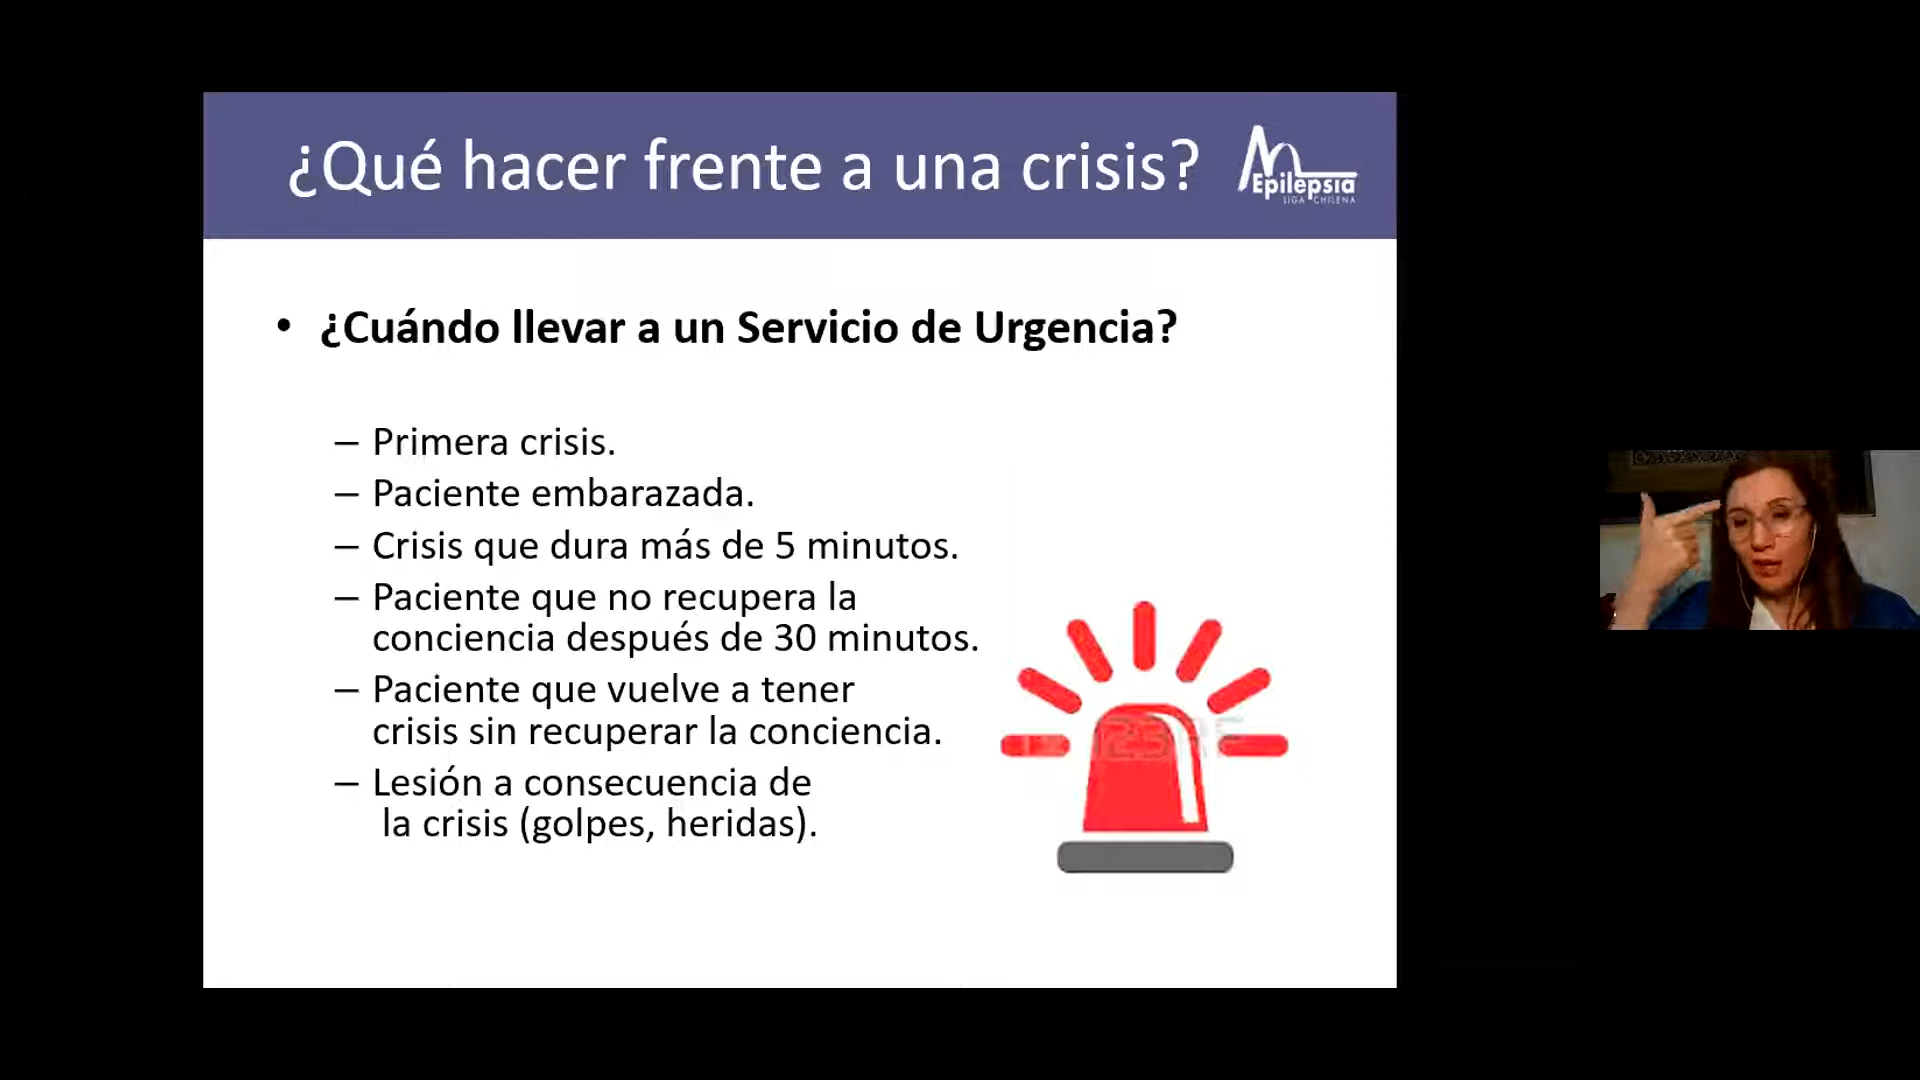 ¿Qué hacer frente a una crisis?
Epilepsia
LIGA CHILENA
• ¿Cuándo llevar a un Servicio de Urgencia?
– Primera crisis.
– Paciente embarazada.
– Crisis que dura más de 5 minutos.
– Paciente que no recupera la
conciencia después de 30 minutos.
– Paciente que vuelve a tener
crisis sin recuperar la conciencia.
– Lesión a consecuencia de
la crisis (golpes, heridas).